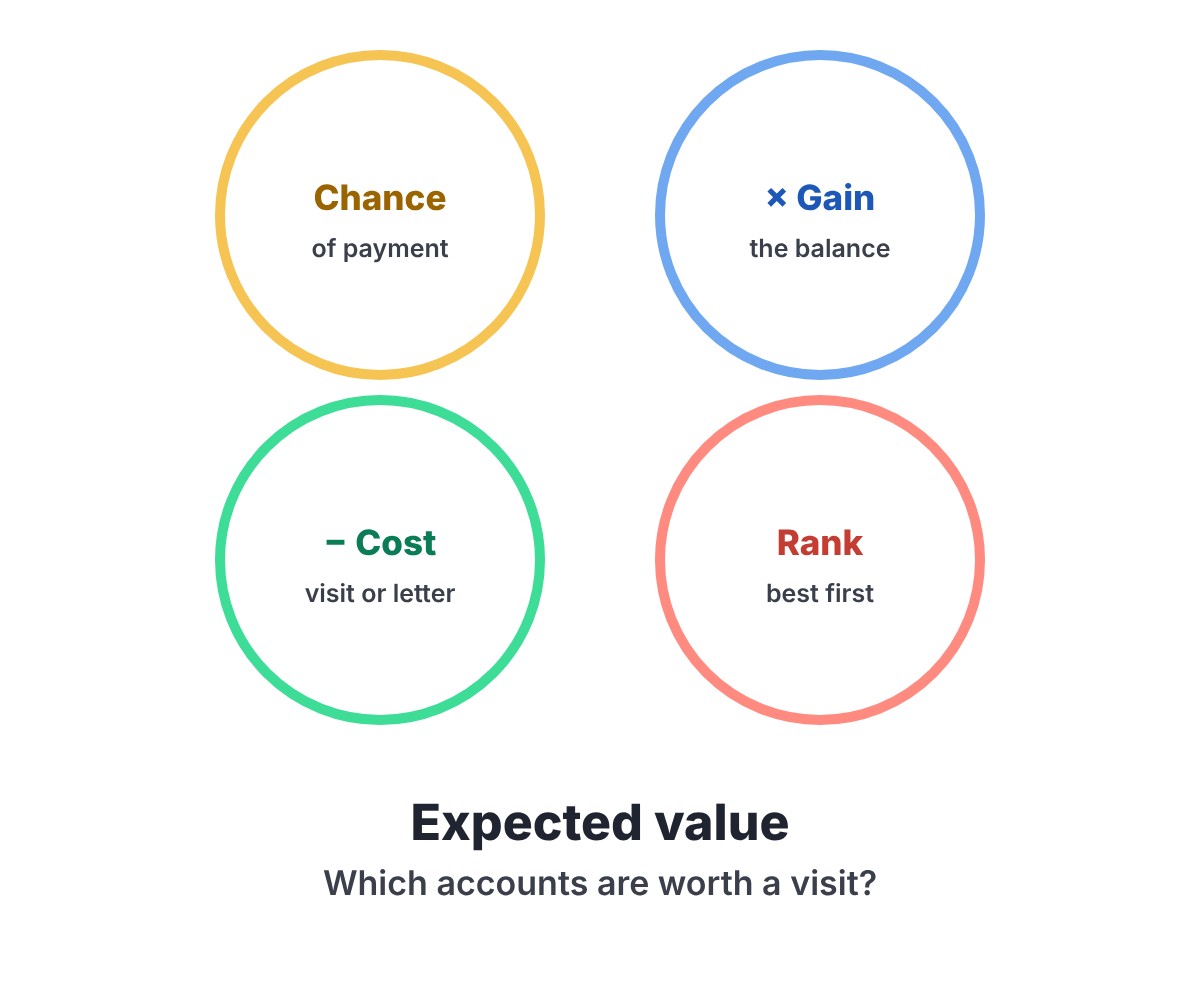 Chance
of payment
× Gain
the balance
− Cost
visit or letter
Rank
best first
Expected value
Which accounts are worth a visit?